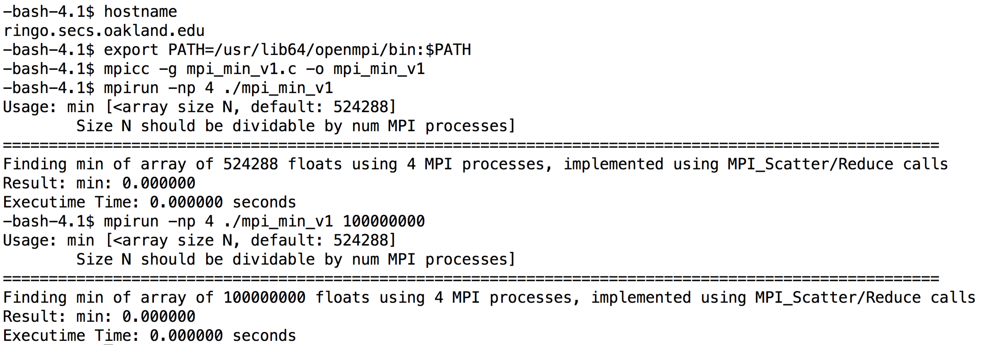 -bash-4.1$ hostname
ringo.secs.oakland.edu
-bash-4.1$ export PATH=/usr/lib64/openmpi/bin:$PATH
-bash-4.1$ mpicc -g mpi_min_v1.c -o mpi_min_v1
-bash-4.1$ mpirun -np 4 ./mpi_min_v1
Usage: min [<array size N, default: 524288]
        Size N should be dividable by num MPI processes]
======================================================================================================
Finding min of array of 524288 floats using 4 MPI processes, implemented using MPI_Scatter/Reduce calls
Result: min: 0.000000
Executime Time: 0.000000 seconds
-bash-4.1$ mpirun -np 4 ./mpi_min_v1 100000000
Usage: min [<array size N, default: 524288]
        Size N should be dividable by num MPI processes]
======================================================================================================
Finding min of array of 100000000 floats using 4 MPI processes, implemented using MPI_Scatter/Reduce calls
Result: min: 0.000000
Executime Time: 0.000000 seconds